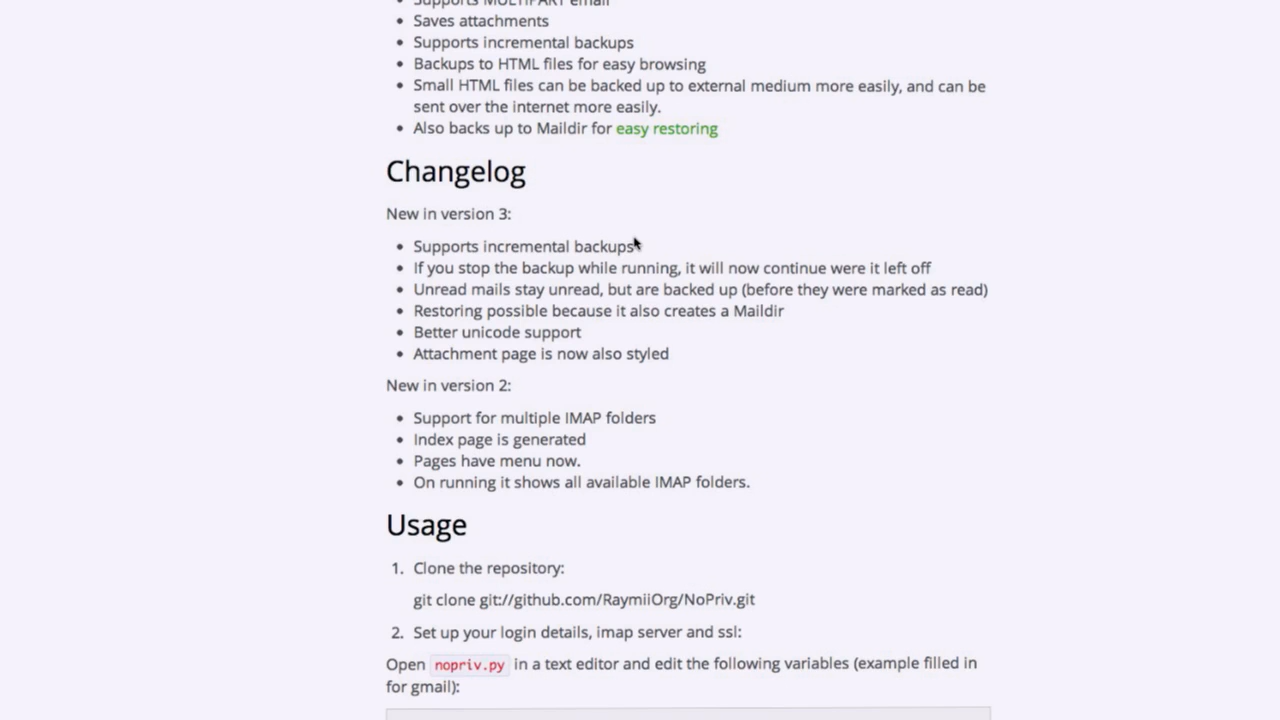 Supports MULTIPART email
Saves attachments
Supports incremental backups
Backups to HTML files for easy browsing
Small HTML files can be backed up to external medium more easily, and can be
sent over the internet more easily.
Also backs up to Maildir for easy restoring
Changelog
New in version 3:
Supports incremental backups
If you stop the backup while running, it will now continue were it left off
Unread mails stay unread, but are backed up (before they were marked as read)
Restoring possible because it also creates a Maildir
Better unicode support
Attachment page is now also styled
New in version 2:
Support for multiple IMAP folders
Index page is generated
Pages have menu now.
On running it shows all available IMAP folders.
Usage
1. Clone the repository:
git clone git://github.com/RaymiiOrg/NoPriv.git
2. Set up your login details, imap server and ssl:
Open nopriv.py in a text editor and edit the following variables (example filled in
for gmail):